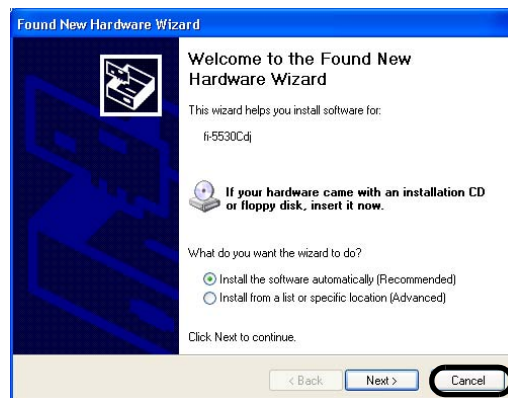 Found New Hardware Wizard
Welcome to the Found New
Hardware Wizard
This wizard helps you install software for:
fi-5530Cdj
If your hardware came with an installation CD
or floppy disk, insert it now.
What do you want the wizard to do?
Install the software automatically (Recommended)
Install from a list or specific location (Advanced)
Click Next to continue.
< Back
Next >
Cancel